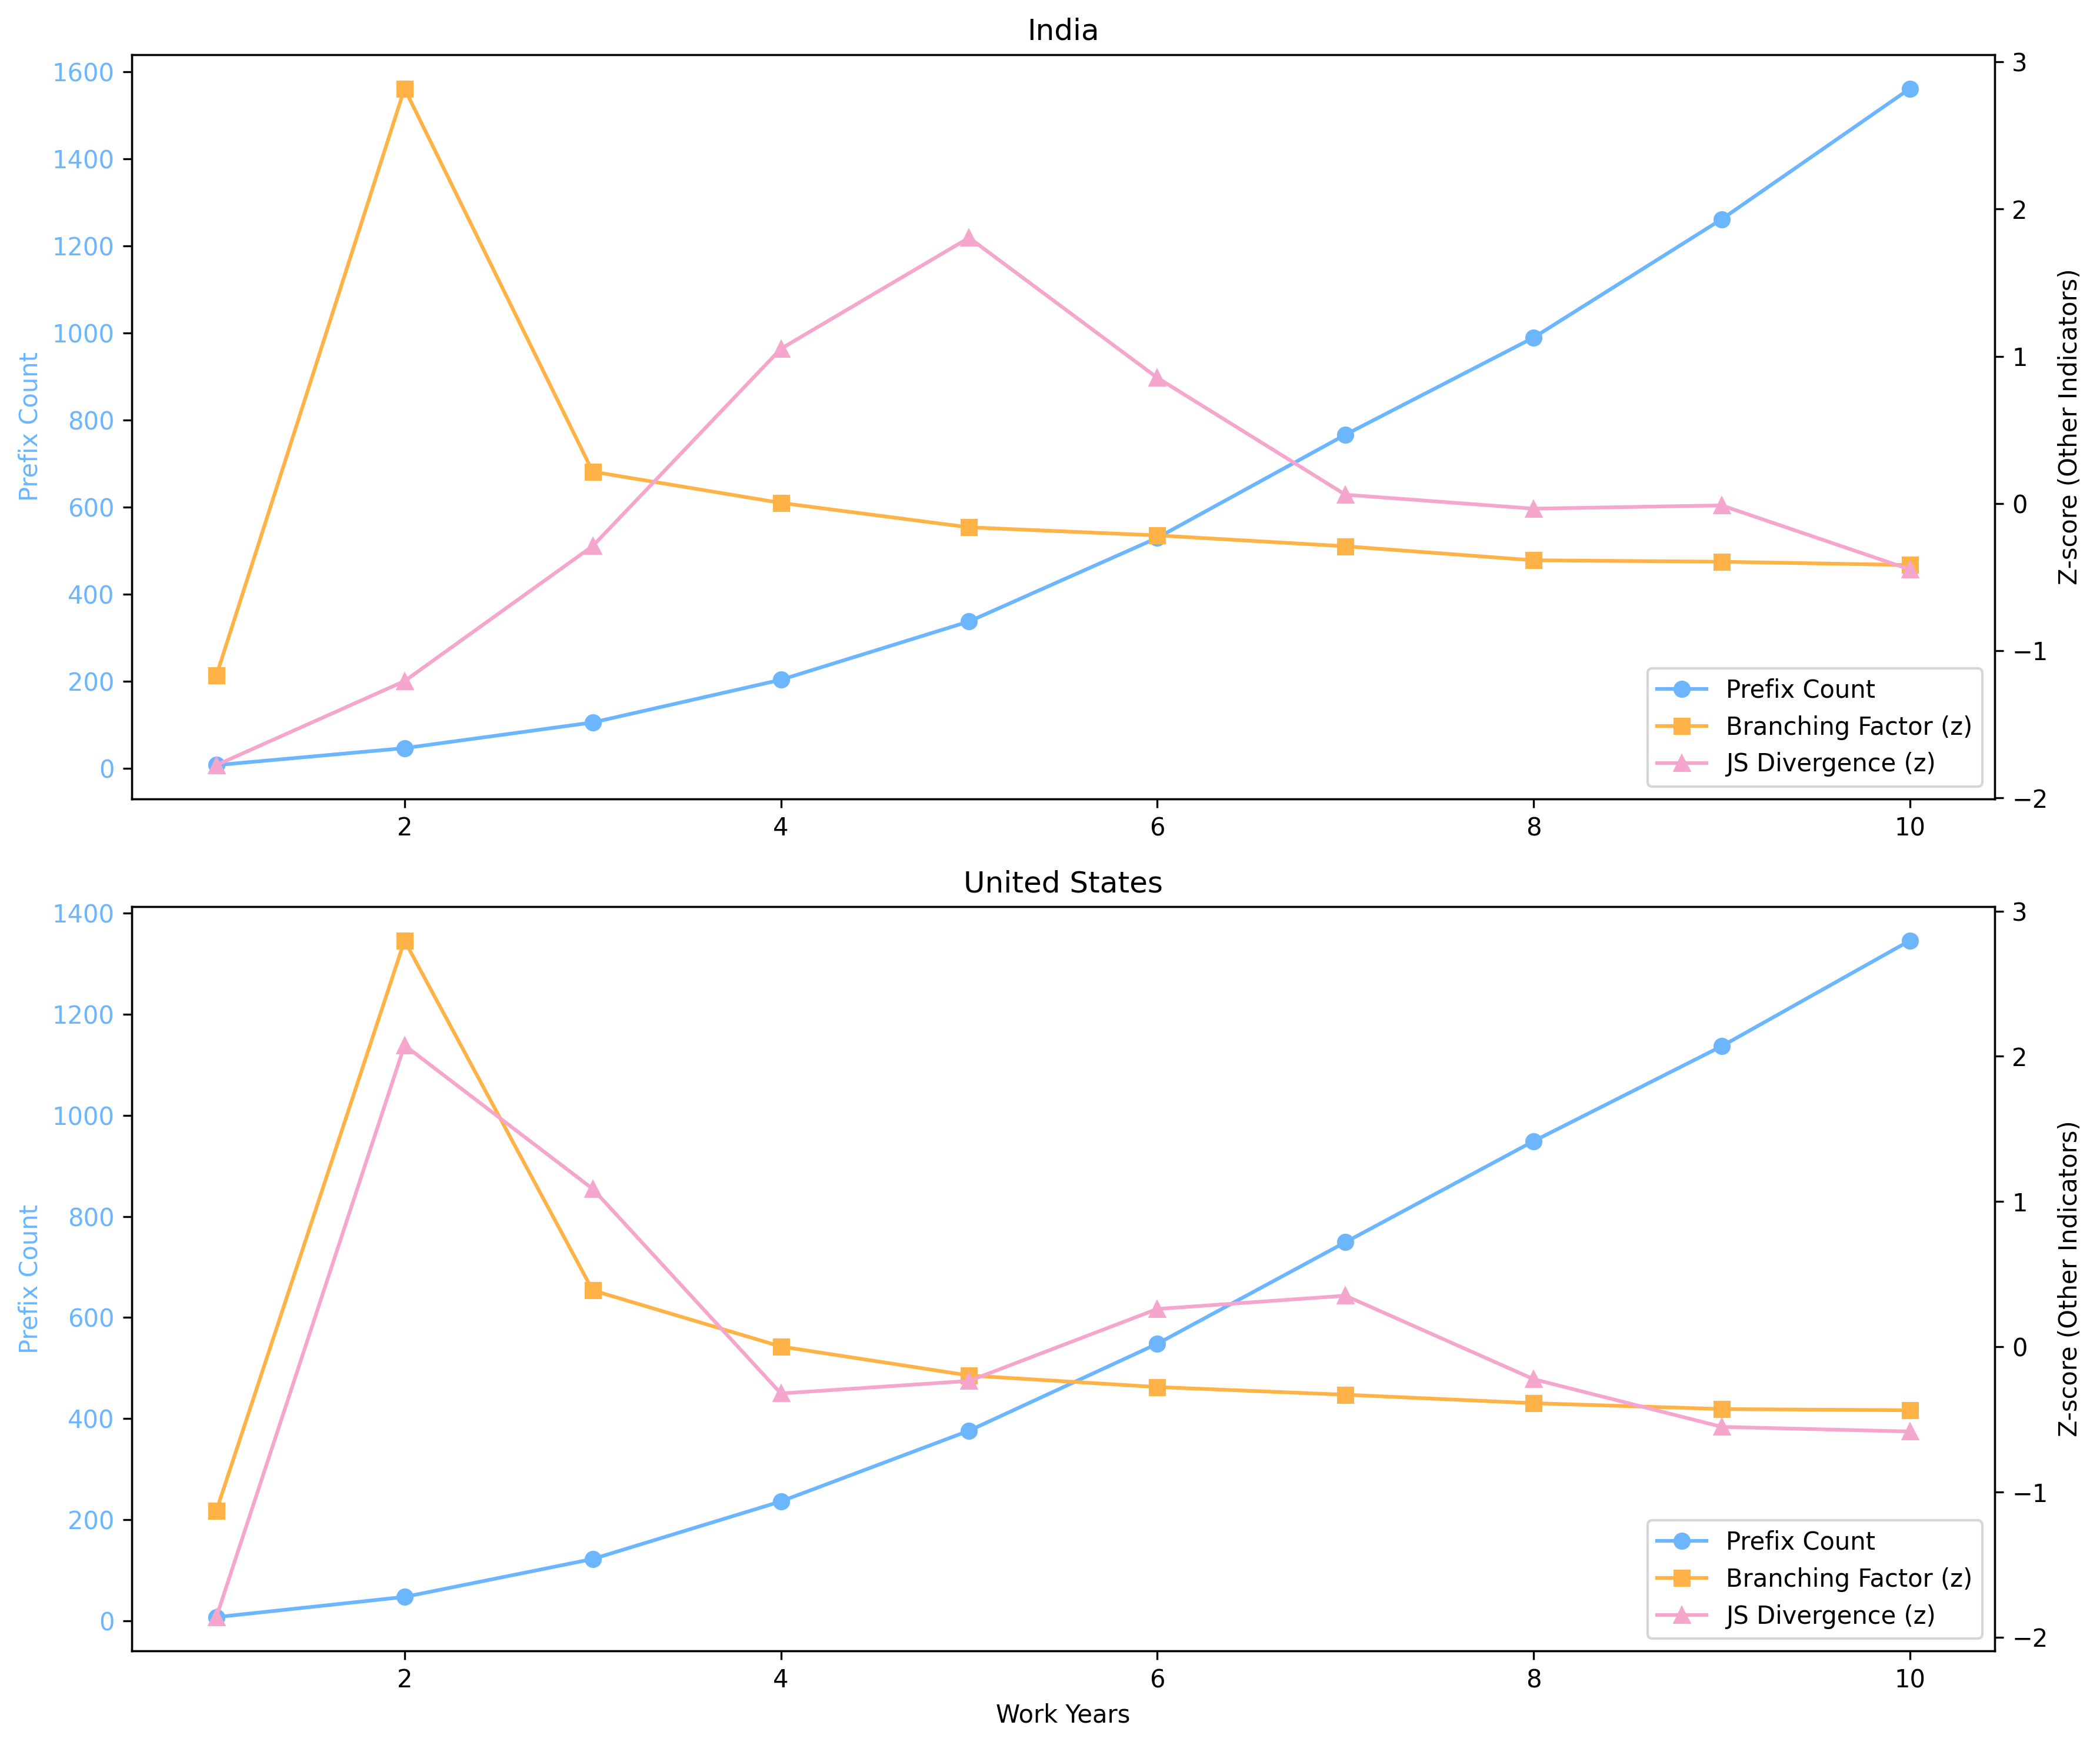 India
1600
1400
1200
1000
800
600
400
200
0
Prefix Count
3
2
1
0
−1
−2
Z-score (Other Indicators)
Prefix Count
Branching Factor (z)
JS Divergence (z)
2 4 6 8 10
United States
1400
1200
1000
800
600
400
200
0
Prefix Count
3
2
1
0
−1
−2
Z-score (Other Indicators)
Prefix Count
Branching Factor (z)
JS Divergence (z)
2 4 6 8 10
Work Years